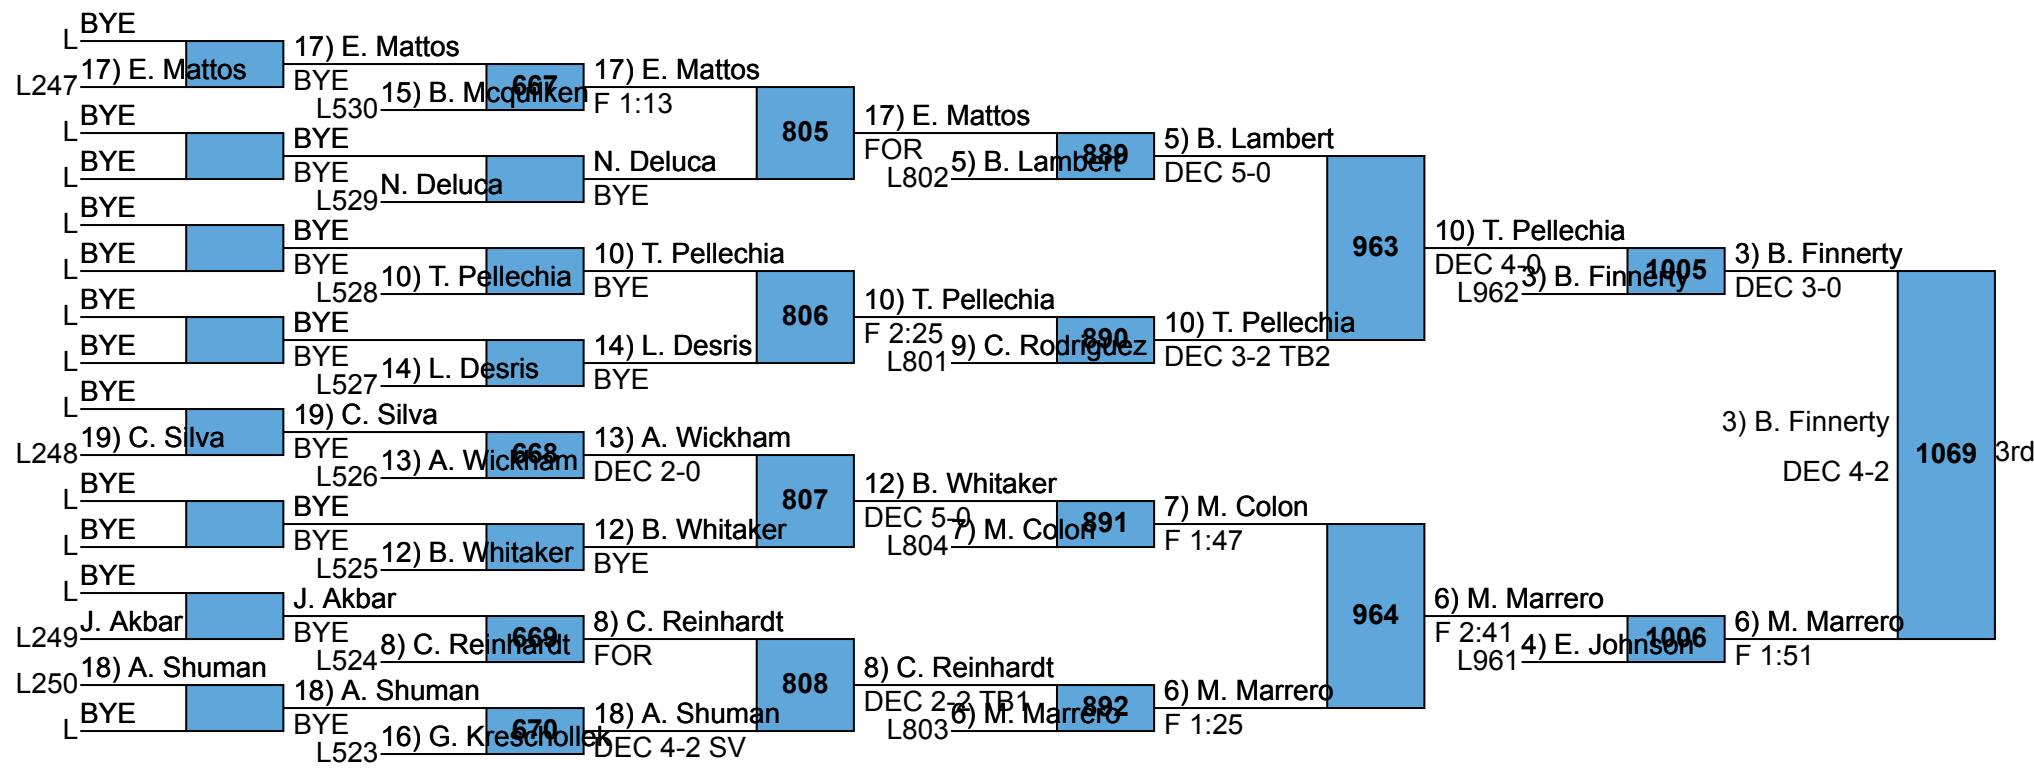 BYE
L
17) E. Mattos
L247
BYE
L
BYE
L
BYE
L
BYE
L
BYE
L
BYE
L
BYE
L
19) C. Silva
L248
BYE
L
BYE
L
BYE
L
J. Akbar
L249
18) A. Shuman
L250
BYE
L
17) E. Mattos
BYE
L530
15) B. Mcquilken
667
BYE
BYE
L529
N. Deluca
BYE
BYE
L528
10) T. Pellechia
BYE
BYE
L527
14) L. Desris
19) C. Silva
BYE
L526
13) A. Wickham
668
BYE
BYE
L525
12) B. Whitaker
J. Akbar
BYE
L524
8) C. Reinhardt
669
18) A. Shuman
BYE
L523
16) G. Kreschollek
670
17) E. Mattos
F 1:13
805
N. Deluca
BYE
10) T. Pellechia
BYE
806
14) L. Desris
BYE
13) A. Wickham
DEC 2-0
807
12) B. Whitaker
BYE
8) C. Reinhardt
FOR
808
18) A. Shuman
DEC 4-2 SV
17) E. Mattos
FOR
L802
5) B. Lambert
889
10) T. Pellechia
F 2:25
L801
9) C. Rodriguez
890
12) B. Whitaker
DEC 5-0
L804
7) M. Colon
891
8) C. Reinhardt
DEC 2-2 TB1
L803
6) M. Marrero
892
5) B. Lambert
DEC 5-0
963
10) T. Pellechia
DEC 3-2 TB2
7) M. Colon
F 1:47
964
6) M. Marrero
F 1:25
10) T. Pellechia
DEC 4-0
L962
3) B. Finnerty
1005
6) M. Marrero
F 2:41
L961
4) E. Johnson
1006
3) B. Finnerty
DEC 3-0
6) M. Marrero
F 1:51
3) B. Finnerty
DEC 4-2
1069
3rd